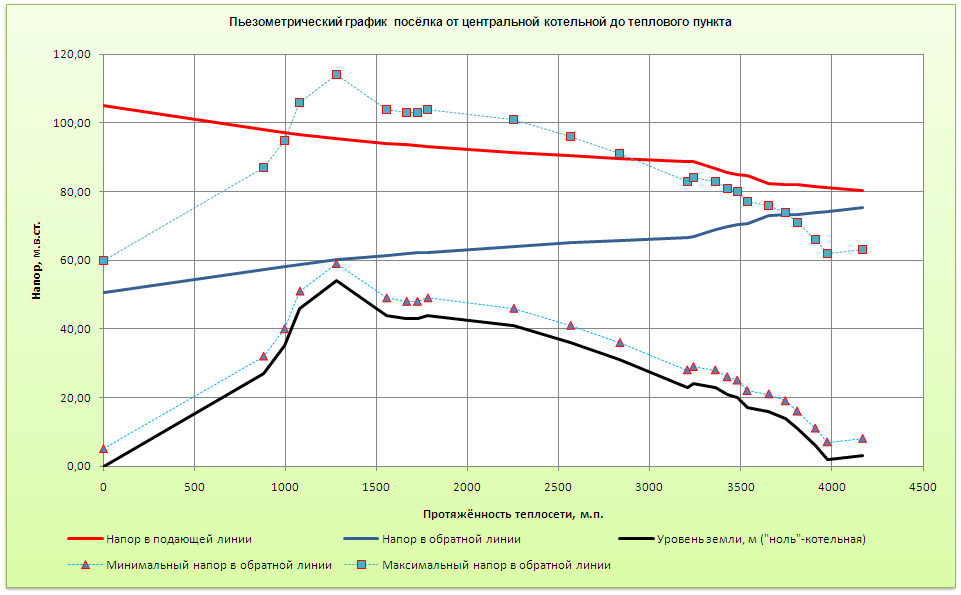 Пьезометрический график посёлка от центральной котельной до теплового пункта
120,00
100,00
80,00
60,00
40,00
20,00
0,00
Напор, м.в.ст.
0 500 1000 1500 2000 2500 3000 3500 4000 4500
Протяжённость теплосети, м.п.
Напор в подающей линии Напор в обратной линии Уровень земли, м ("ноль"-котельная)
Минимальный напор в обратной линии Максимальный напор в обратной линии